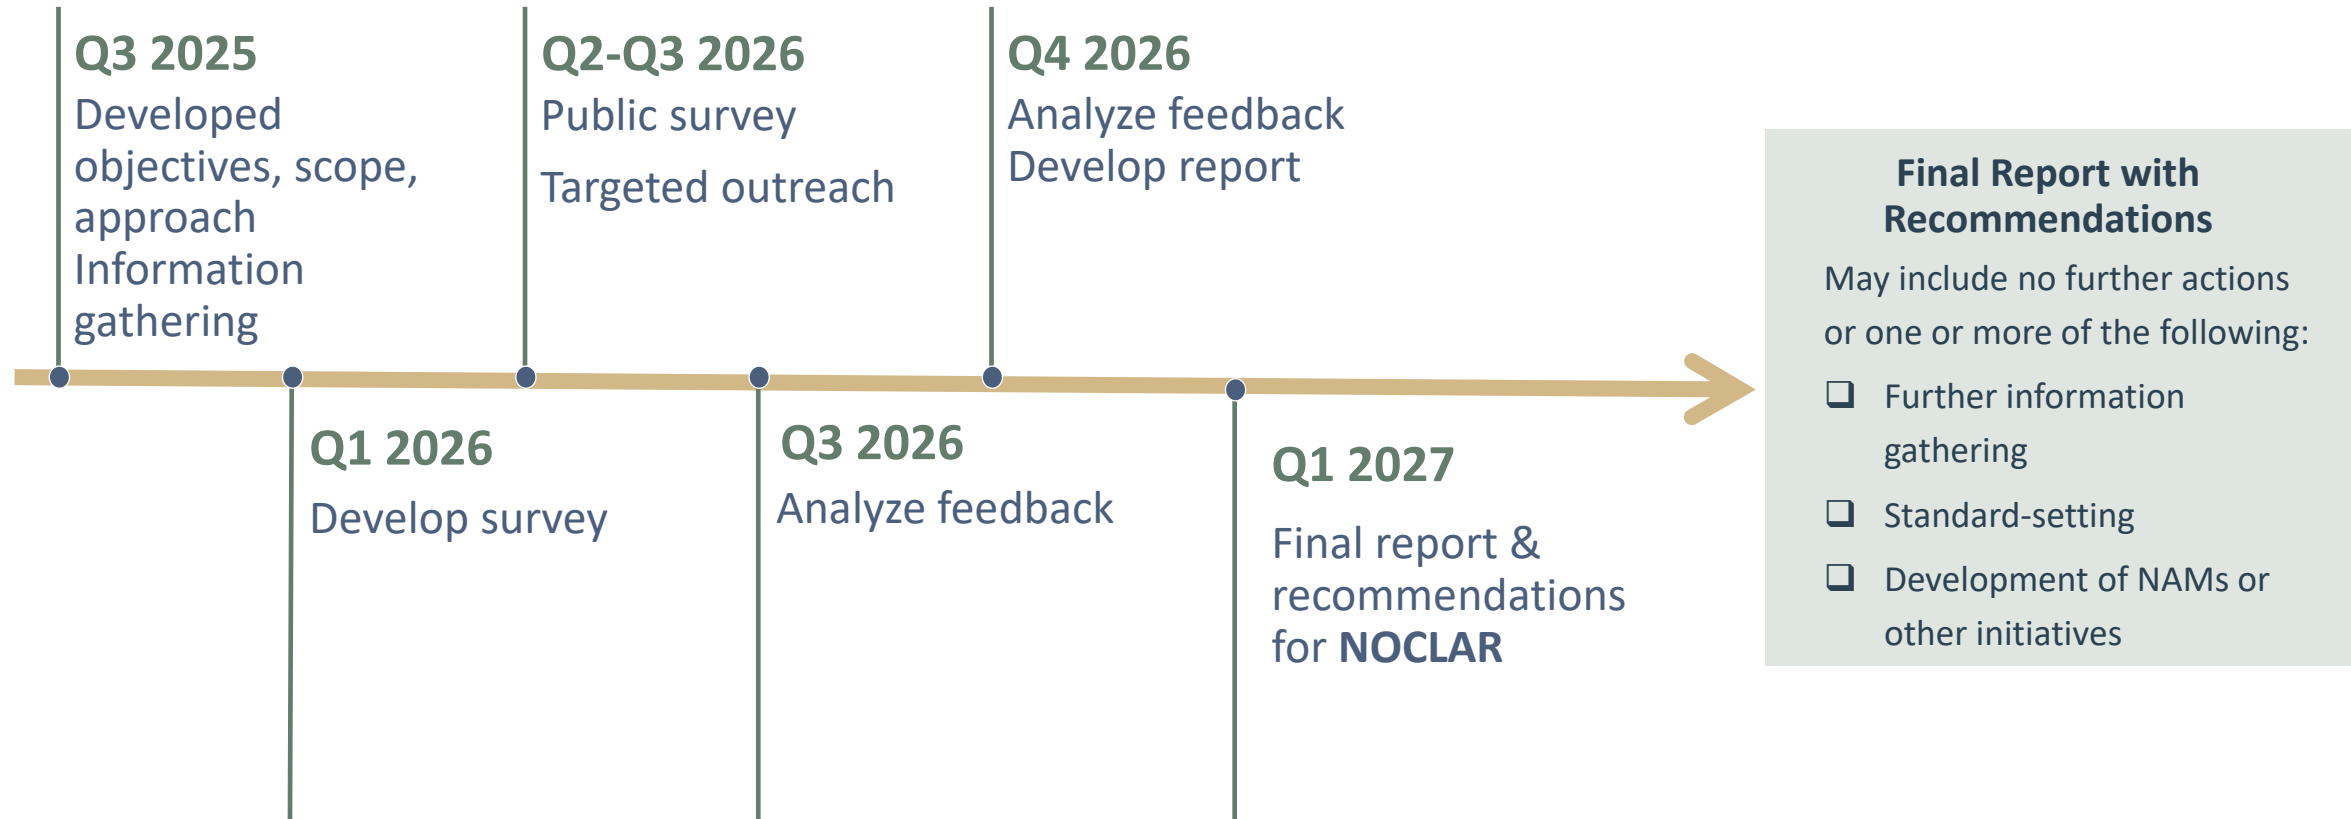 Q3 2025
Developed
objectives, scope,
approach
Information
gathering
Q1 2026
Develop survey
Q2-Q3 2026
Public survey
Targeted outreach
Q3 2026
Analyze feedback
Q4 2026
Analyze feedback
Develop report
Q1 2027
Final report &
recommendations
for NOCLAR
Final Report with
Recommendations
May include no further actions
or one or more of the following:
❑ Further information
gathering
❑ Standard-setting
❑ Development of NAMs or
other initiatives